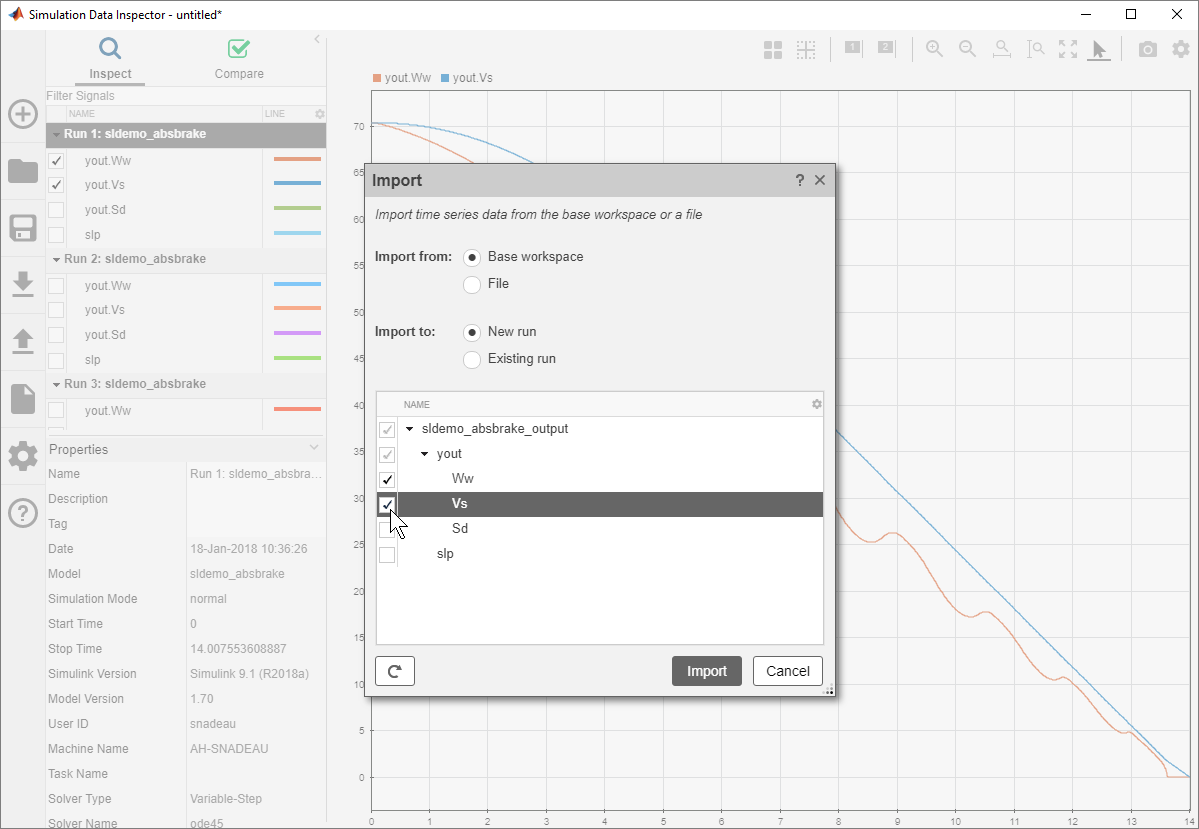 Simulation Data Inspector - untitled*
Inspect
Compare
Filter Signals
NAME LINE
Run 1: sldemo_absbrake
yout.Ww
yout.Vs
yout.Sd
slp
Run 2: sldemo_absbrake
yout.Ww
yout.Vs
yout.Sd
slp
Run 3: sldemo_absbrake
yout.Ww
Properties
Name Run 1: sldemo_absbra...
Description
Tag
Date 18-Jan-2018 10:36:26
Model sldemo_absbrake
Simulation Mode normal
Start Time 0
Stop Time 14.007553608887
Simulink Version Simulink 9.1 (R2018a)
Model Version 1.70
User ID snadeau
Machine Name AH-SNADEAU
Task Name
Solver Type Variable-Step
Solver Name ode45
1 2
yout.Ww yout.Vs
70
65
60
55
50
45
40
35
30
25
20
15
10
5
0
0 1 2 3 4 5 6 7 8 9 10 11 12 13 14
Import ?
Import time series data from the base workspace or a file
Import from: Base workspace
File
Import to: New run
Existing run
NAME
sldemo_absbrake_output
yout
Ww
Vs
Sd
slp
Import Cancel